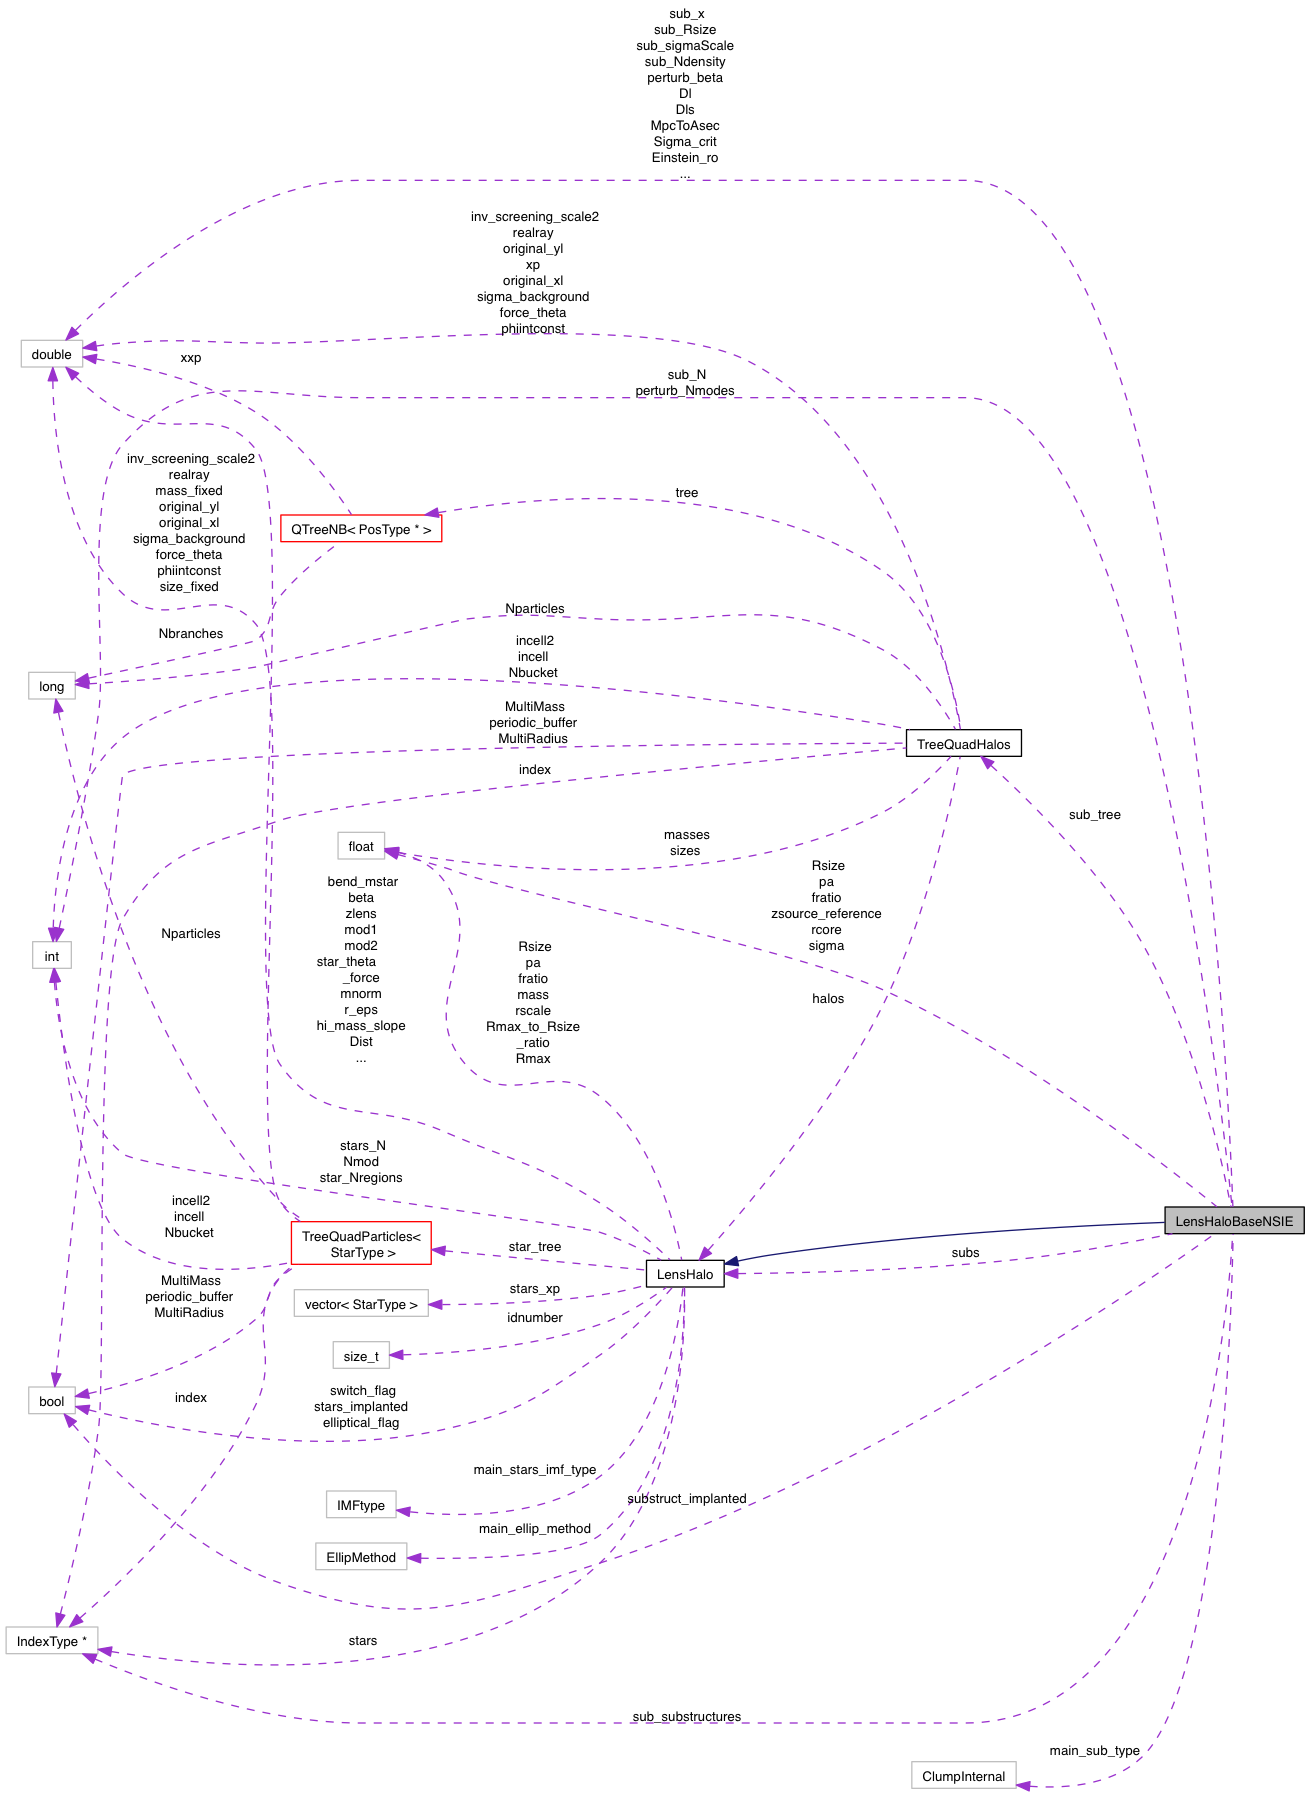 sub_x
sub_Rsize
sub_sigmaScale
sub_Ndensity
perturb_beta
Dl
Dls
MpcToAsec
Sigma_crit
Einstein_ro
...
inv_screening_scale2
realray
original_yl
xp
original_xl
sigma_background
force_theta
phiintconst
double
xxp
sub_N
perturb_Nmodes
inv_screening_scale2
realray
mass_fixed
original_yl
original_xl
sigma_background
force_theta
phiintconst
size_fixed
tree
QTreeNB< PosType * >
Nparticles
Nbranches
incell2
incell
Nbucket
long
MultiMass
periodic_buffer
MultiRadius
TreeQuadHalos
index
sub_tree
masses
sizes
float
Rsize
pa
fratio
zsource_reference
rcore
sigma
bend_mstar
beta
zlens
mod1
mod2
star_theta
_force
mnorm
r_eps
hi_mass_slope
Dist
...
Nparticles
int
Rsize
pa
fratio
mass
rscale
Rmax_to_Rsize
_ratio
Rmax
halos
stars_N
Nmod
star_Nregions
incell2
incell
Nbucket
TreeQuadParticles<
StarType >
LensHaloBaseNSIE
star_tree
subs
LensHalo
MultiMass
periodic_buffer
MultiRadius
stars_xp
vector< StarType >
idnumber
size_t
bool
index
switch_flag
stars_implanted
elliptical_flag
main_stars_imf_type
IMFtype
substruct_implanted
main_ellip_method
EllipMethod
IndexType *
stars
sub_substructures
main_sub_type
ClumpInternal